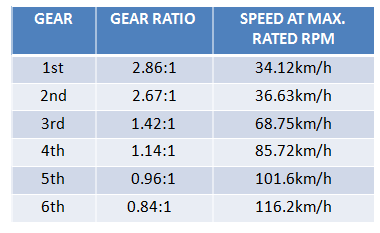 GEAR GEAR RATIO SPEED AT MAX.
RATED RPM
1st 2.86:1 34.12km/h
2nd 2.67:1 36.63km/h
3rd 1.42:1 68.75km/h
4th 1.14:1 85.72km/h
5th 0.96:1 101.6km/h
6th 0.84:1 116.2km/h